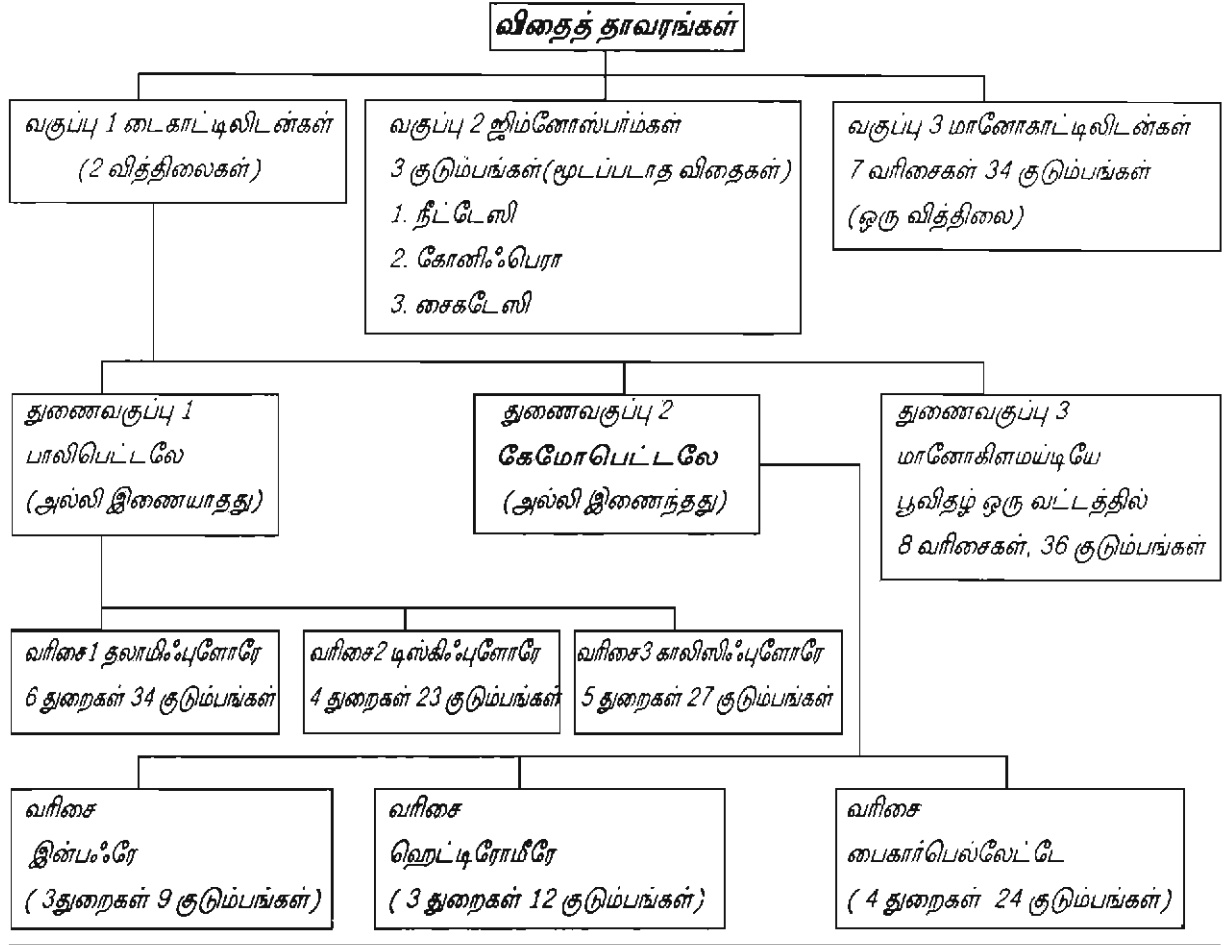 விதைத் தாவரங்கள்
வகுப்பு 1 டைகாட்டிலிடன்கள்
(2 வித்திலைகள்)
வகுப்பு 2 ஜிம்னோஸ்பர்ம்கள்
3 குடும்பங்கள்(மூடப்படாத விதைகள்)
1. நீட்டேஸி
2. கோனிஃபெரா
3. சைகடேஸி
வகுப்பு 3 மானோகாட்டிலிடன்கள்
7 வரிசைகள் 34 குடும்பங்கள்
(ஒரு வித்திலை)
துணைவகுப்பு 1
பாலிபெட்டலே
(அல்லி இணையாதது)
துணைவகுப்பு 2
கேமோபெட்டலே
(அல்லி இணைந்தது)
துணைவகுப்பு 3
மானோகிளமய்டியே
பூவிதழ் ஒரு வட்டத்தில்
8 வரிசைகள், 36 குடும்பங்கள்
வரிசை1 தலாமிஃபுளோரே
6 துறைகள் 34 குடும்பங்கள்
வரிசை2 டிஸ்கிஃபுளோரே
4 துறைகள் 23 குடும்பங்கள்
வரிசை3 காலிஸிஃபுளோரே
5 துறைகள் 27 குடும்பங்கள்
வரிசை
இன்பஃரே
( 3துறைகள் 9 குடும்பங்கள்)
வரிசை
ஹெட்டிரோமீரே
( 3 துறைகள் 12 குடும்பங்கள்)
வரிசை
பைகார்பெல்லேட்டே
( 4 துறைகள் 24 குடும்பங்கள்)